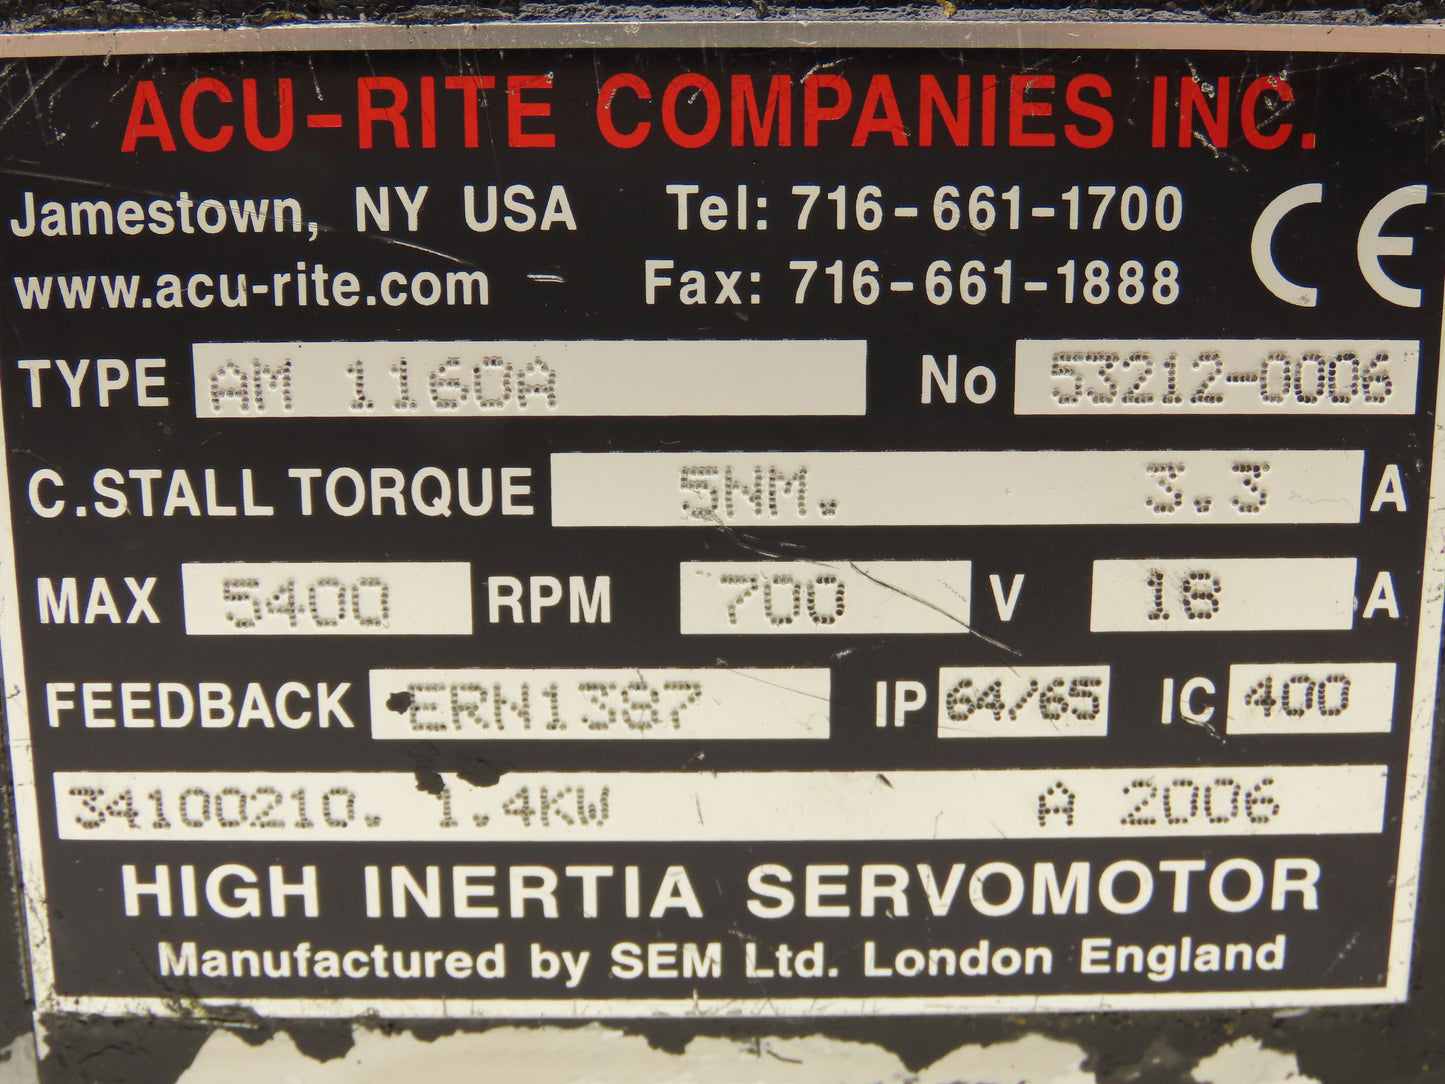 ACU-RITE COMPANIES INC.
Jamestown, NY USA Tel: 716-661-1700 CE
www.acu-rite.com Fax: 716-661-1888
TYPE AM 1160A No 53212-0006
C.STALL TORQUE 5NM. 3.3 A
MAX 5400 RPM 700 V 18 A
FEEDBACK ERN1387 IP 64/65 IC 400
34100210. 1.4KW A 2006
HIGH INERTIA SERVOMOTOR
Manufactured by SEM Ltd. London England